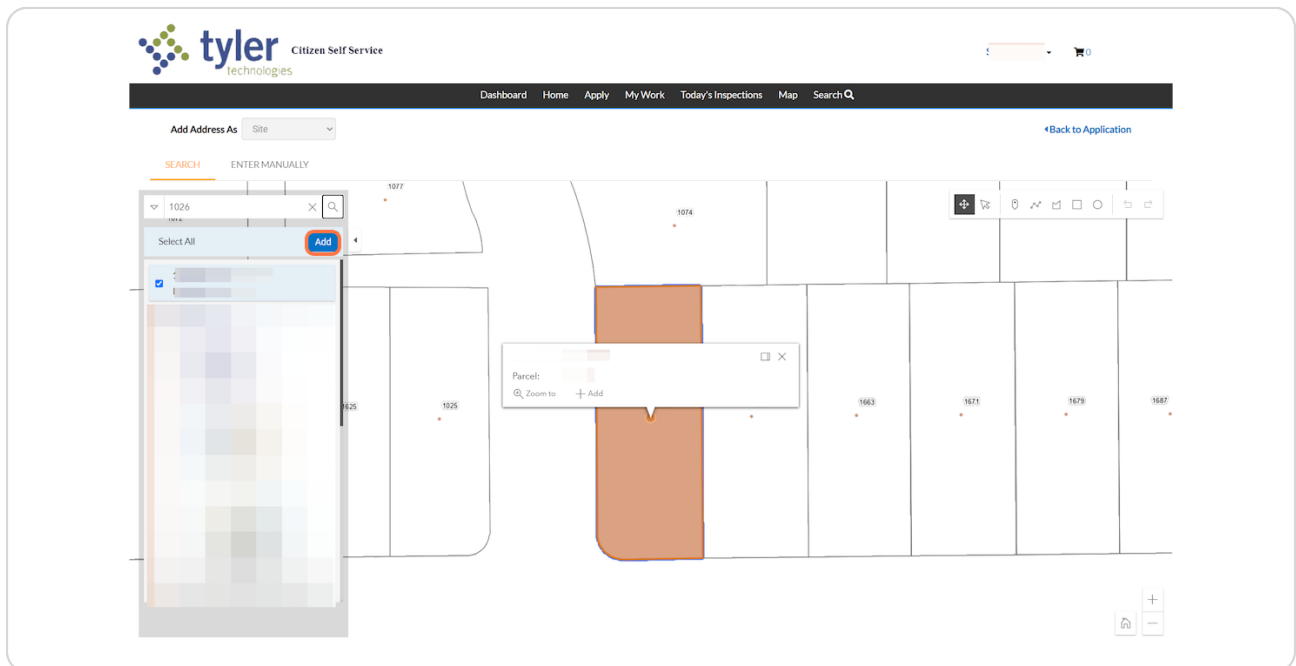 tyler
technologies
Citizen Self Service
0
Dashboard Home Apply My Work Today's Inspections Map Search
Add Address As Site
Back to Application
SEARCH ENTER MANUALLY
1026
Select All Add
1077
1074
Parcel:
Zoom to Add
1625
1025
1663
1671
1679
1687